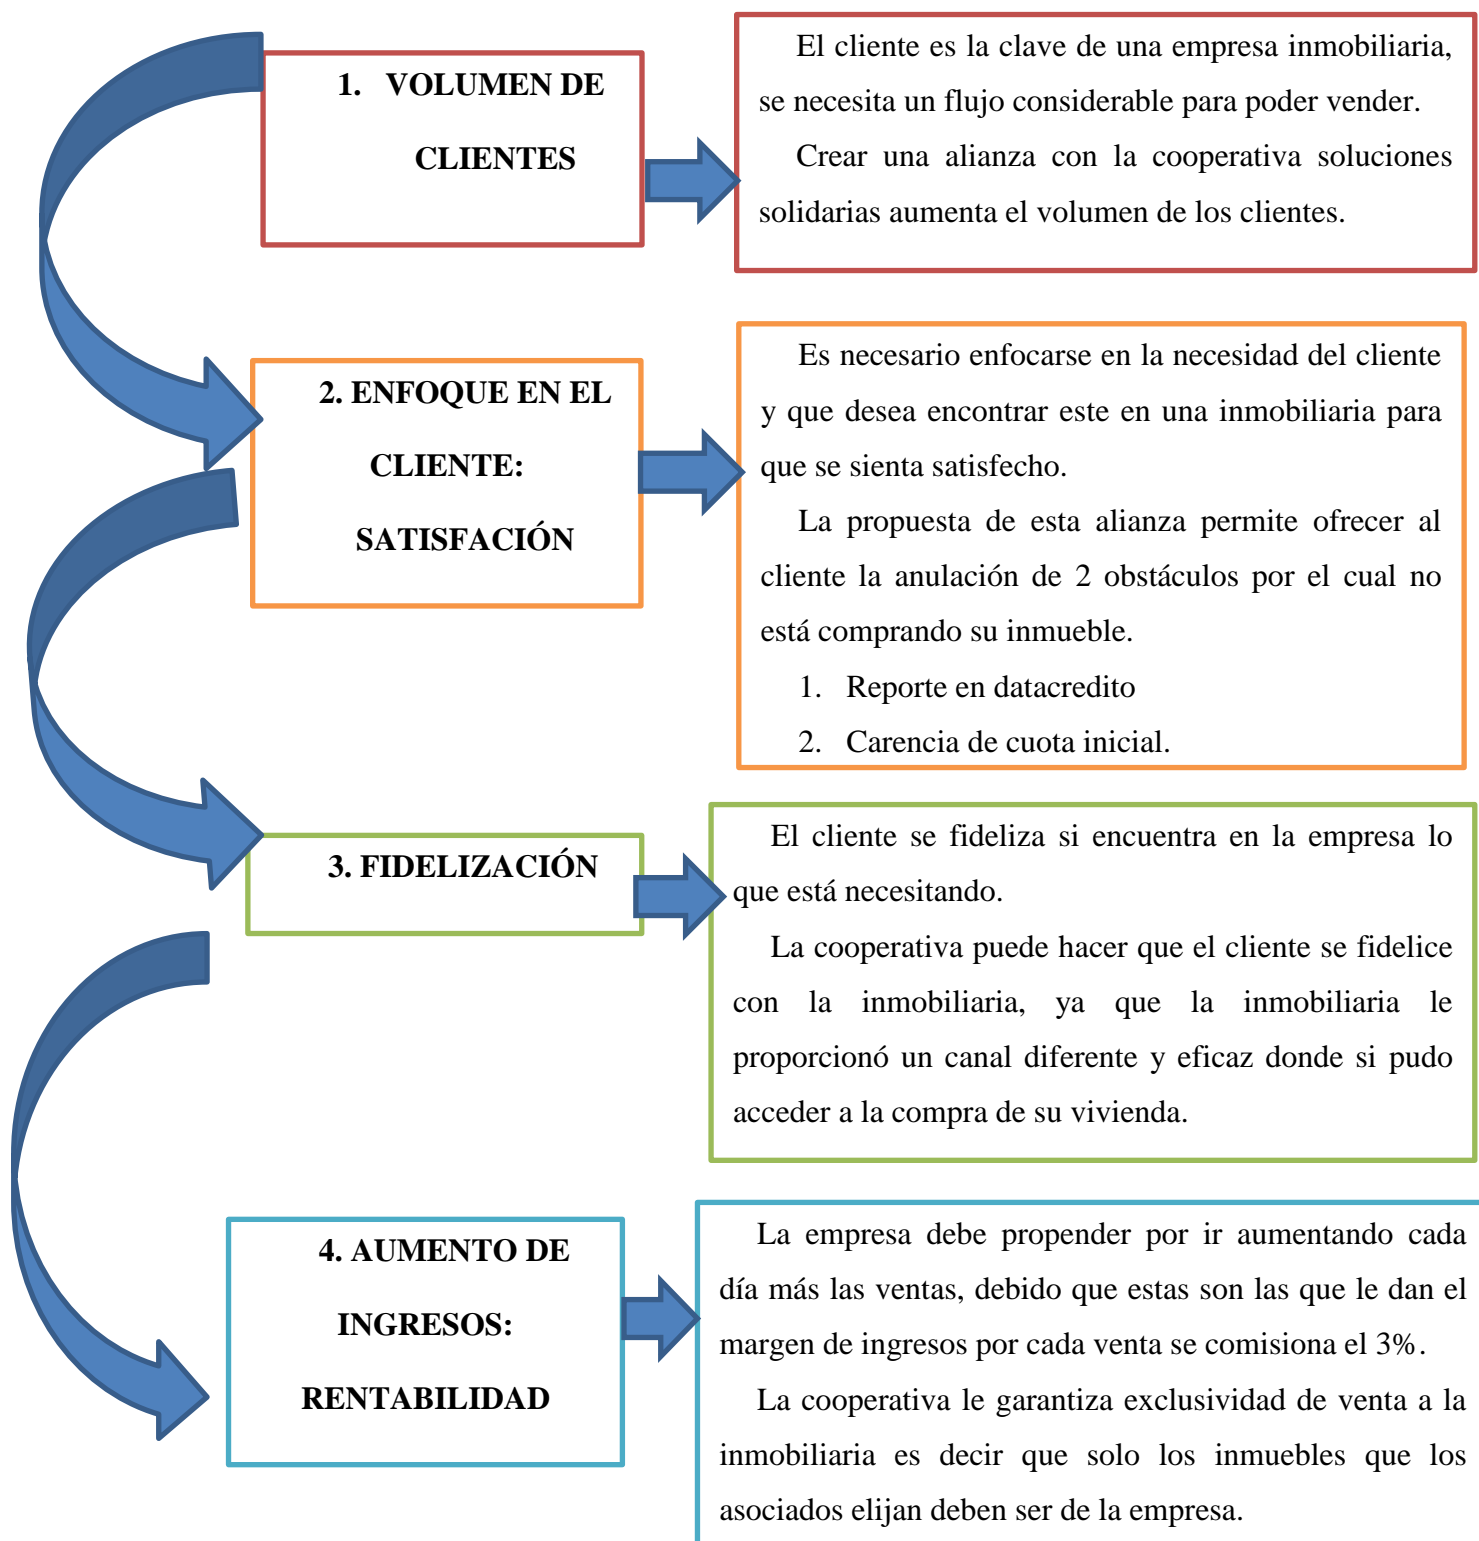 1. VOLUMEN DE
CLIENTES
El cliente es la clave de una empresa inmobiliaria,
se necesita un flujo considerable para poder vender.
Crear una alianza con la cooperativa soluciones
solidarias aumenta el volumen de los clientes.
2. ENFOQUE EN EL
CLIENTE:
SATISFACIÓN
Es necesario enfocarse en la necesidad del cliente
y que desea encontrar este en una inmobiliaria para
que se sienta satisfecho.
La propuesta de esta alianza permite ofrecer al
cliente la anulación de 2 obstáculos por el cual no
está comprando su inmueble.
1. Reporte en datacredito
2. Carencia de cuota inicial.
3. FIDELIZACIÓN
El cliente se fideliza si encuentra en la empresa lo
que está necesitando.
La cooperativa puede hacer que el cliente se fidelice
con la inmobiliaria, ya que la inmobiliaria le
proporcionó un canal diferente y eficaz donde si pudo
acceder a la compra de su vivienda.
4. AUMENTO DE
INGRESOS:
RENTABILIDAD
La empresa debe propender por ir aumentando cada
día más las ventas, debido que estas son las que le dan el
margen de ingresos por cada venta se comisiona el 3%.
La cooperativa le garantiza exclusividad de venta a la
inmobiliaria es decir que solo los inmuebles que los
asociados elijan deben ser de la empresa.